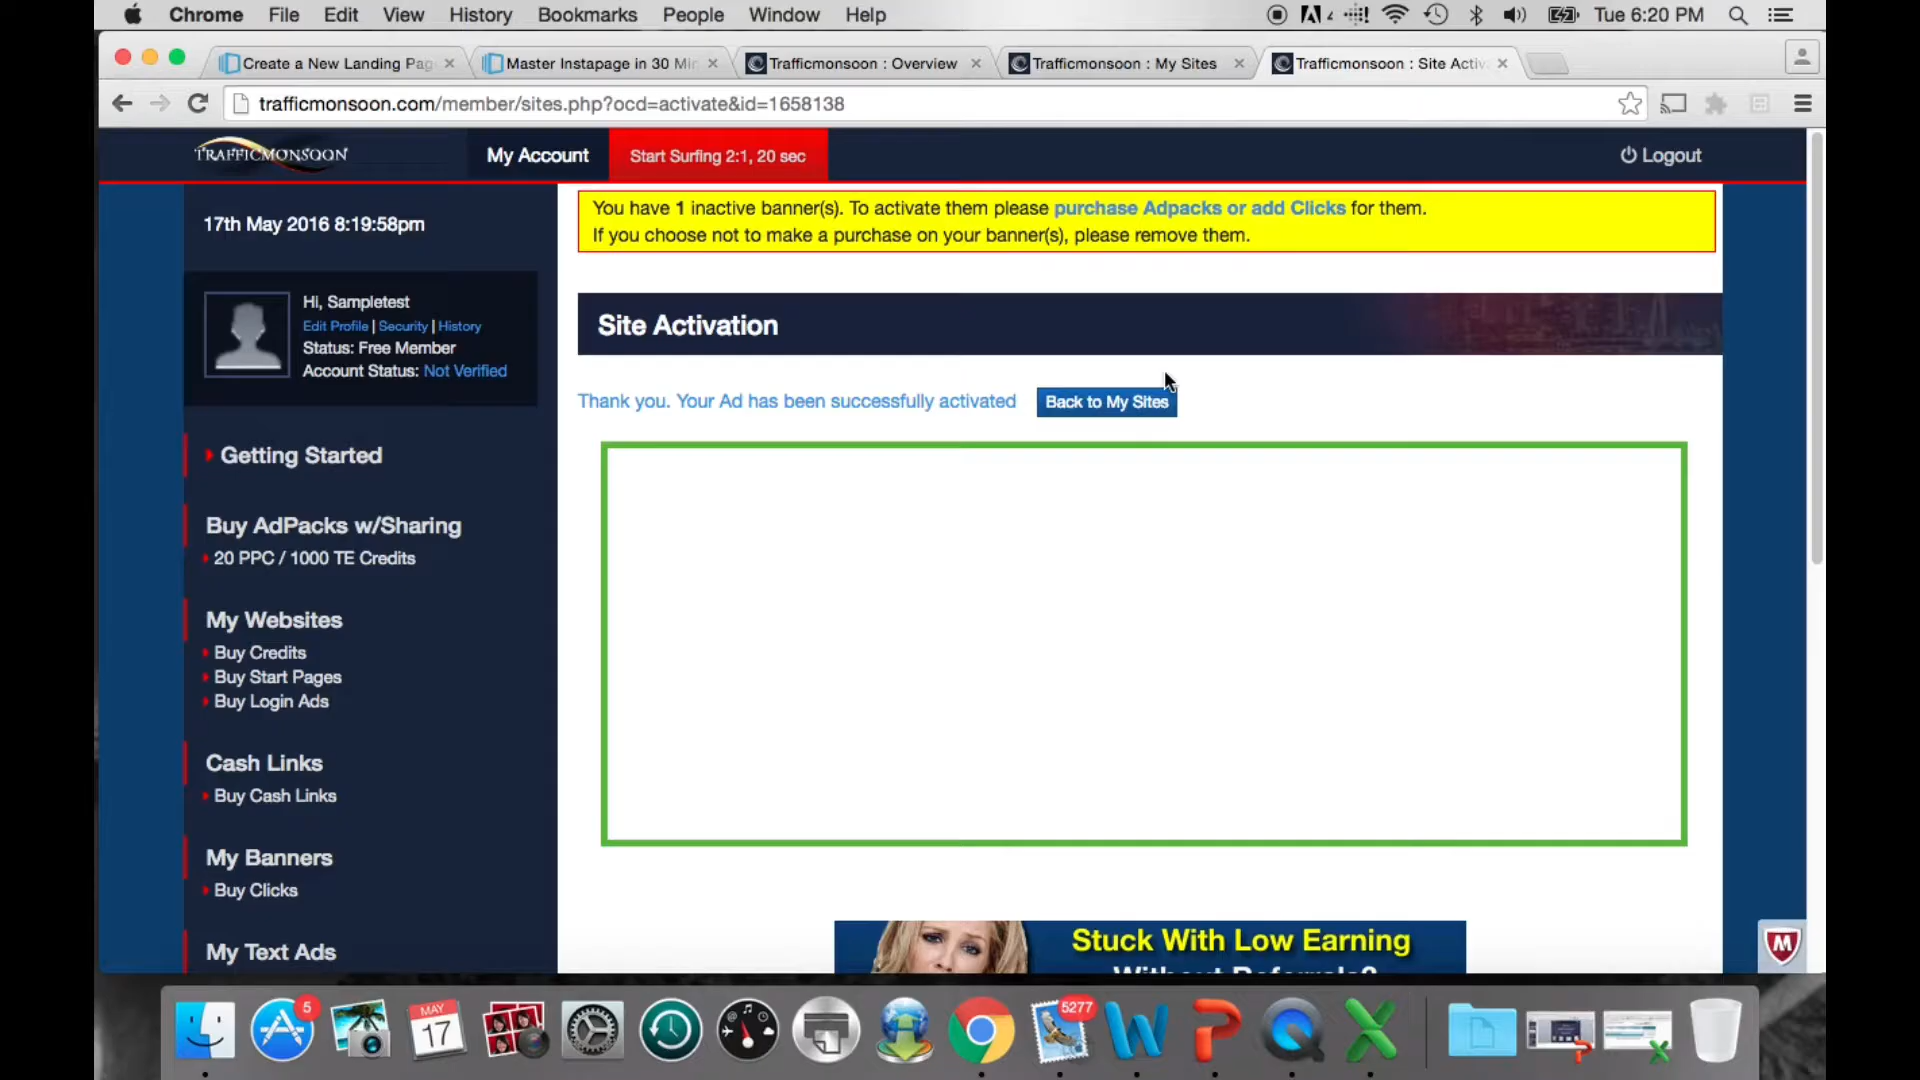 Chrome File Edit View History Bookmarks People Window Help
4 Tue 6:20 PM
Create a New Landing Pag
Master Instapage in 30 Mi
Trafficmonsoon : Overview
Trafficmonsoon : My Sites
Trafficmonsoon : Site Activ
trafficmonsoon.com/member/sites.php?ocd=activate&id=1658138
TRAFFICMONSOON
My Account
Start Surfing 2:1, 20 sec
Logout
17th May 2016 8:19:58pm
Hi, Sampletest
Edit Profile | Security | History
Status: Free Member
Account Status: Not Verified
Getting Started
Buy AdPacks w/Sharing
20 PPC / 1000 TE Credits
My Websites
Buy Credits
Buy Start Pages
Buy Login Ads
Cash Links
Buy Cash Links
My Banners
Buy Clicks
My Text Ads
You have 1 inactive banner(s). To activate them please purchase Adpacks or add Clicks for them.
If you choose not to make a purchase on your banner(s), please remove them.
Site Activation
Thank you. Your Ad has been successfully activated
Back to My Sites
Stuck With Low Earning
Without Referrals?
5
MAY
17
5277